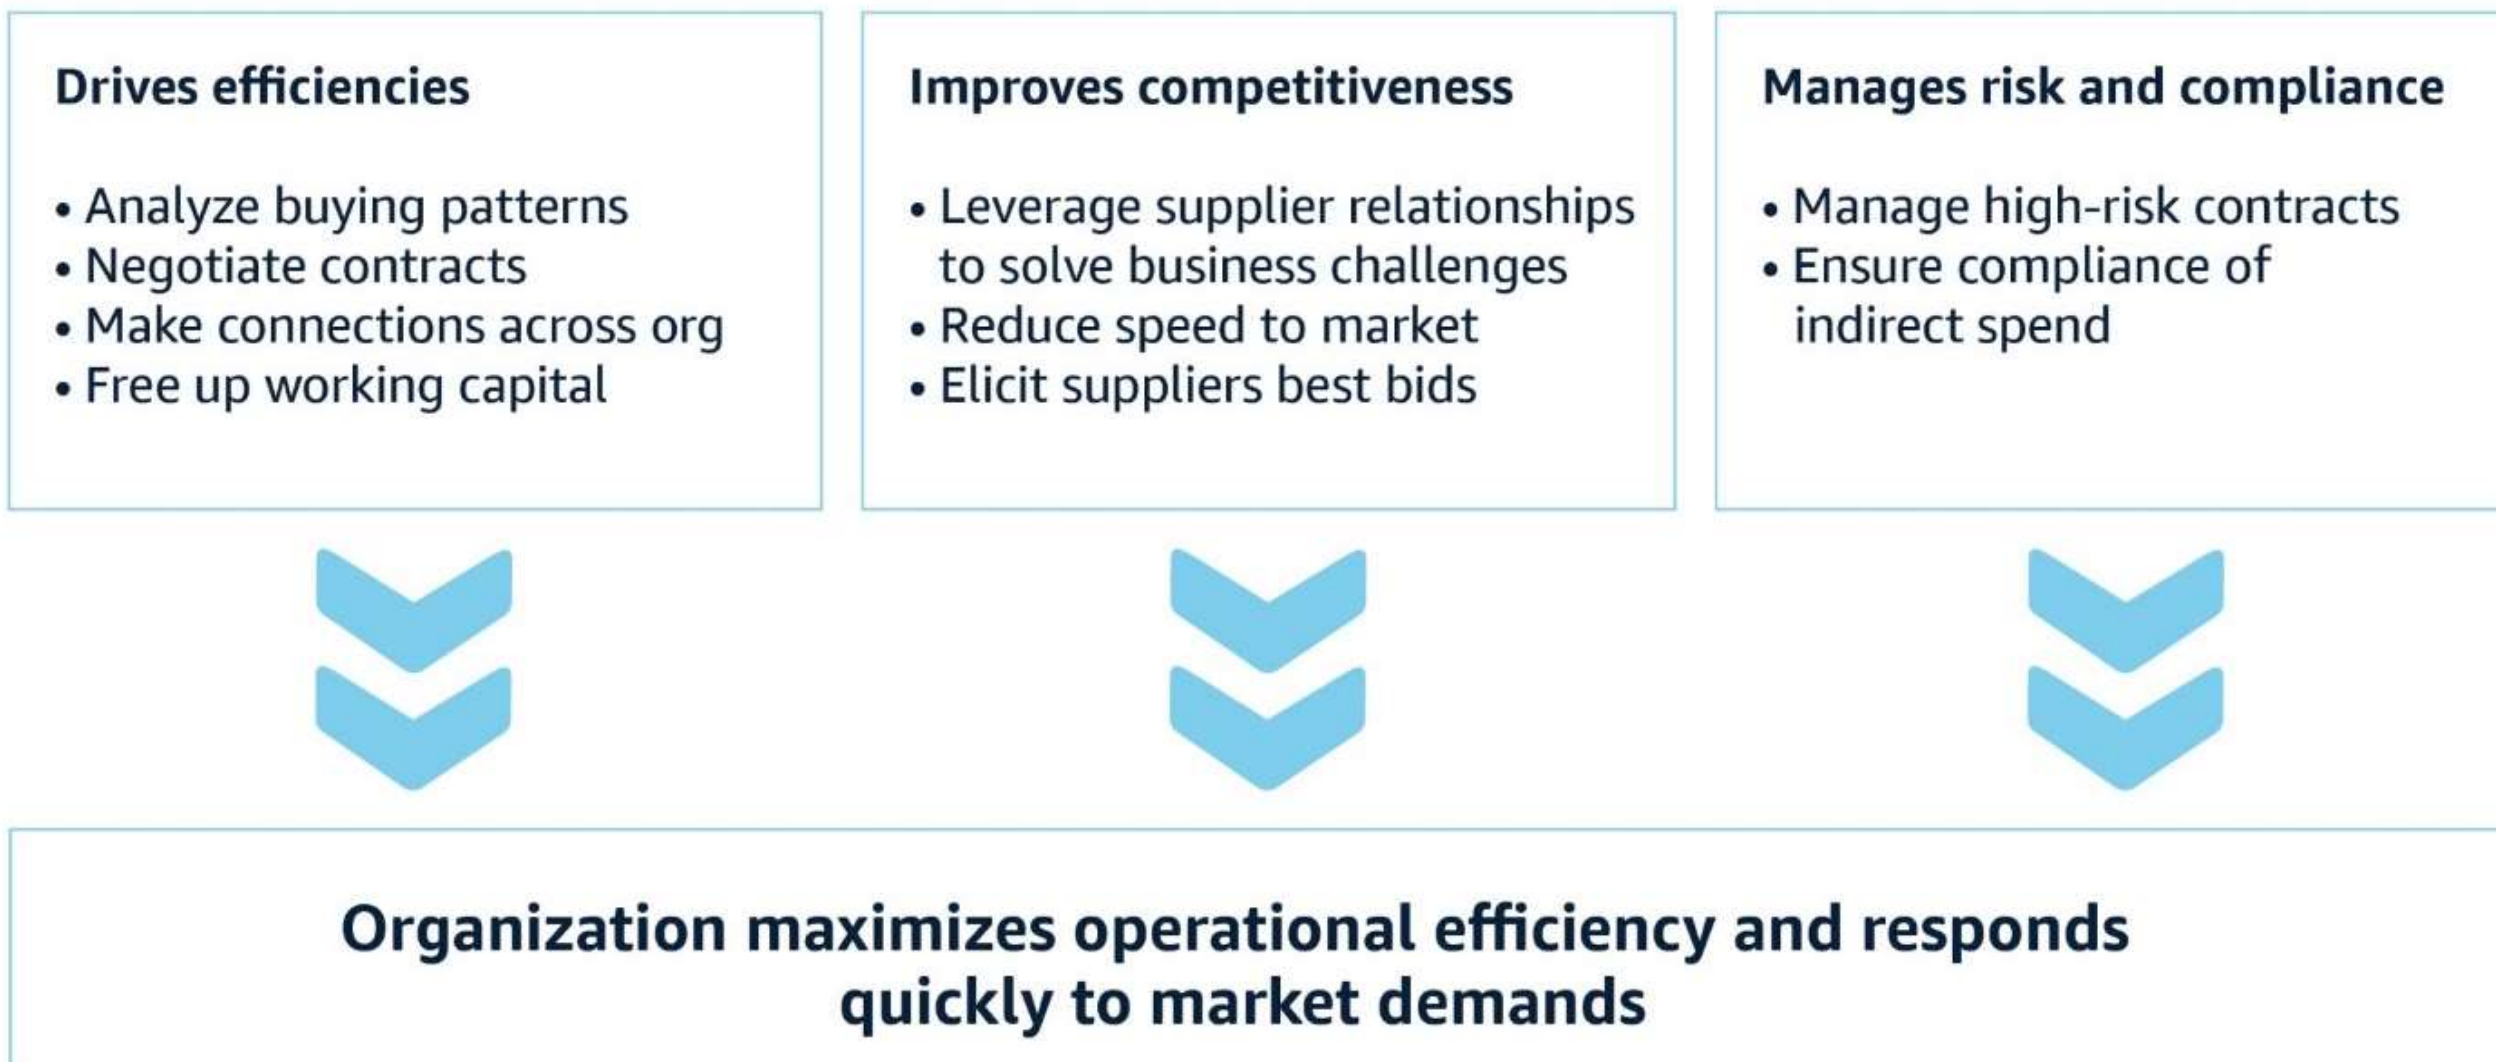 Drives efficiencies
• Analyze buying patterns
• Negotiate contracts
• Make connections across org
• Free up working capital
Improves competitiveness
• Leverage supplier relationships
to solve business challenges
• Reduce speed to market
• Elicit suppliers best bids
Manages risk and compliance
• Manage high-risk contracts
• Ensure compliance of
indirect spend
Organization maximizes operational efficiency and responds
quickly to market demands